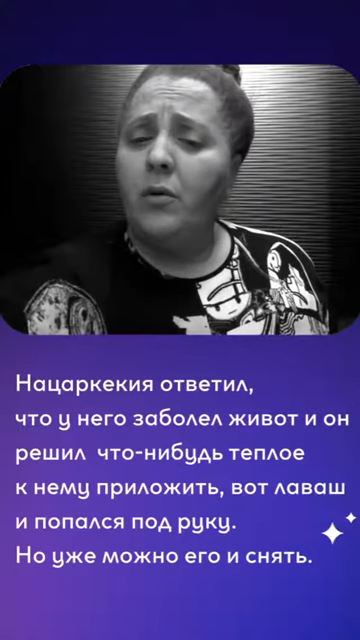 Нацаркекия ответил,
что у него заболел живот и он
решил что-нибудь теплое
к нему приложить, вот лаваш
и попался под руку.
Но уже можно его и снять.